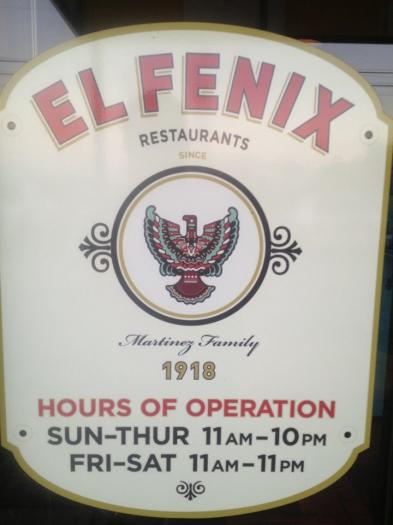 EL FENIX
RESTAURANTS
SINCE
Martinez Family
1918
HOURS OF OPERATION
SUN-THUR 11AM-10PM
FRI-SAT 11AM-11PM